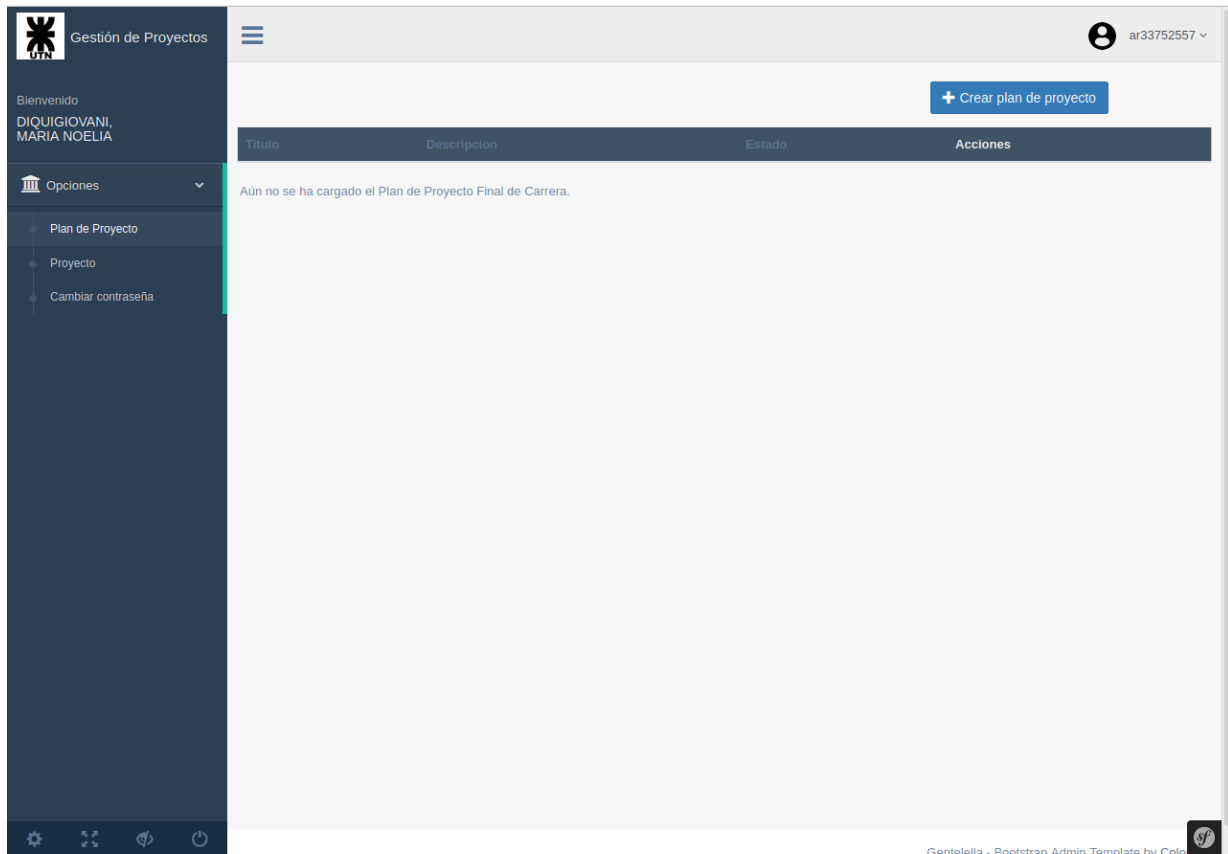 UTN
Gestión de Proyectos
ar33752557
Bienvenido
DIQUIGIOVANI,
MARIA NOELIA
Crear plan de proyecto
Titulo Descripcion Estado Acciones
Opciones
Aún no se ha cargado el Plan de Proyecto Final de Carrera.
Plan de Proyecto
Proyecto
Cambiar contraseña
Gentelella - Bootstrap Admin Template by Colo
sf